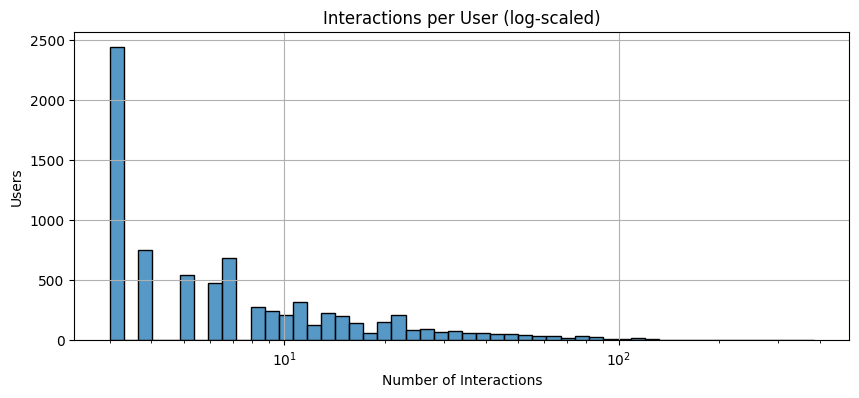 Interactions per User (log-scaled)
2500
2000
1500
1000
500
0
Users
10¹
10²
Number of Interactions